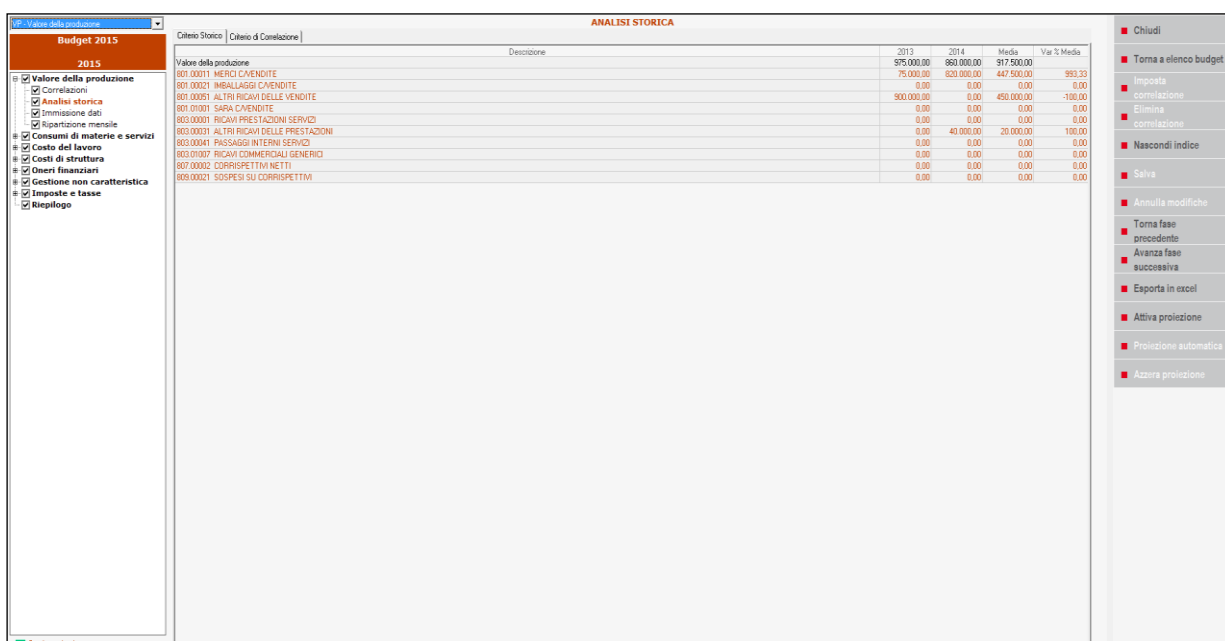 VP - Valore della produzione
Budget 2015
2015
Valore della produzione
Correlazioni
Analisi storica
Immissione dati
Ripartizione mensile
Consumi di materie e servizi
Costo del lavoro
Costi di struttura
Oneri finanziari
Gestione non caratteristica
Imposte e tasse
Riepilogo
ANALISI STORICA
Criterio Storico Criterio di Correlazione
Descrizione 2013 2014 Media Var % Media
Valore della produzione 975.000,00 860.000,00 917.500,00
801.00011 MERCI C/VENDITE 75.000,00 820.000,00 447.500,00 993,33
801.00021 IMBALLAGGI C/VENDITE 0,00 0,00 0,00 0,00
801.00051 ALTRI RICAVI DELLE VENDITE 900.000,00 0,00 450.000,00 -100,00
801.01001 SARA C/VENDITE 0,00 0,00 0,00 0,00
803.00001 RICAVI PRESTAZIONI SERVIZI 0,00 0,00 0,00 0,00
803.00031 ALTRI RICAVI DELLE PRESTAZIONI 0,00 40.000,00 20.000,00 100,00
803.00041 PASSAGGI INTERNI SERVIZI 0,00 0,00 0,00 0,00
803.01007 RICAVI COMMERCIALI GENERICI 0,00 0,00 0,00 0,00
807.00002 CORRISPETTIVI NETTI 0,00 0,00 0,00 0,00
809.00021 SOSPESI SU CORRISPETTIVI 0,00 0,00 0,00 0,00
Chiudi
Torna a elenco budget
Imposta
correlazione
Elimina
correlazione
Nascondi indice
Salva
Annulla modifiche
Torna fase
precedente
Avanza fase
successiva
Esporta in excel
Attiva proiezione
Proiezione automatica
Azzera proiezione